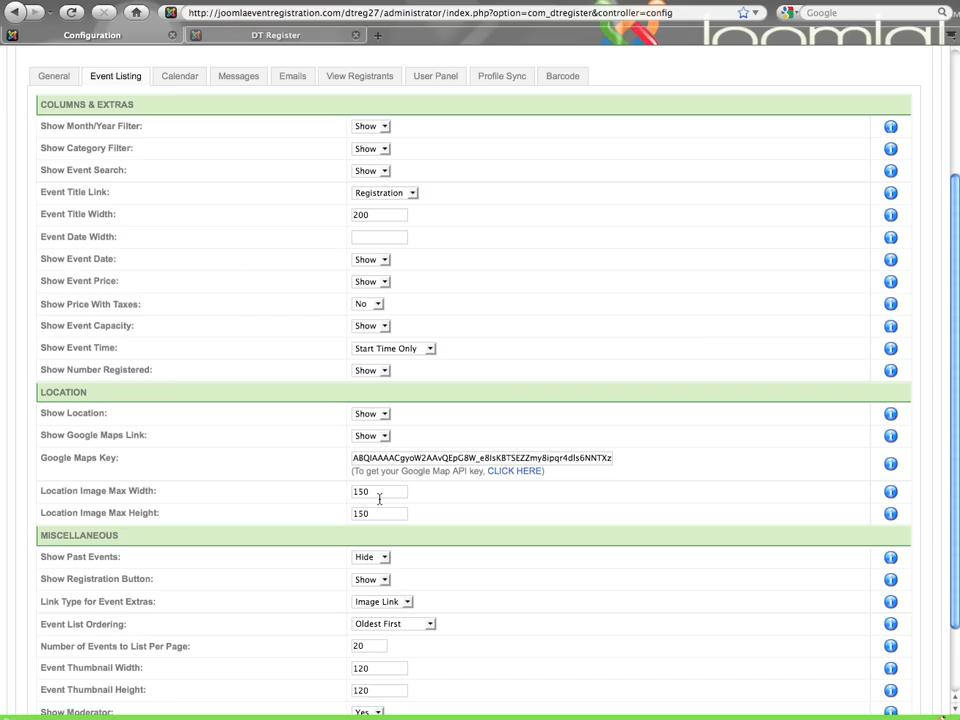 http://joomlaeventregistration.com/dtreg27/administrator/index.php?option=com_dtregister&controller=config
Google
Configuration
DT Register
Joomla!
General
Event Listing
Calendar
Messages
Emails
View Registrants
User Panel
Profile Sync
Barcode
COLUMNS & EXTRAS
Show Month/Year Filter: Show
Show Category Filter: Show
Show Event Search: Show
Event Title Link: Registration
Event Title Width: 200
Event Date Width:
Show Event Date: Show
Show Event Price: Show
Show Price With Taxes: No
Show Event Capacity: Show
Show Event Time: Start Time Only
Show Number Registered: Show
LOCATION
Show Location: Show
Show Google Maps Link: Show
Google Maps Key: ABQIAAAACgyoW2AAvQEpG8W_e8IsKBTSEZZmy8ipqr4dls6NNTXz
(To get your Google Map API key, CLICK HERE)
Location Image Max Width: 150
Location Image Max Height: 150
MISCELLANEOUS
Show Past Events: Hide
Show Registration Button: Show
Link Type for Event Extras: Image Link
Event List Ordering: Oldest First
Number of Events to List Per Page: 20
Event Thumbnail Width: 120
Event Thumbnail Height: 120
Show Moderator: Yes